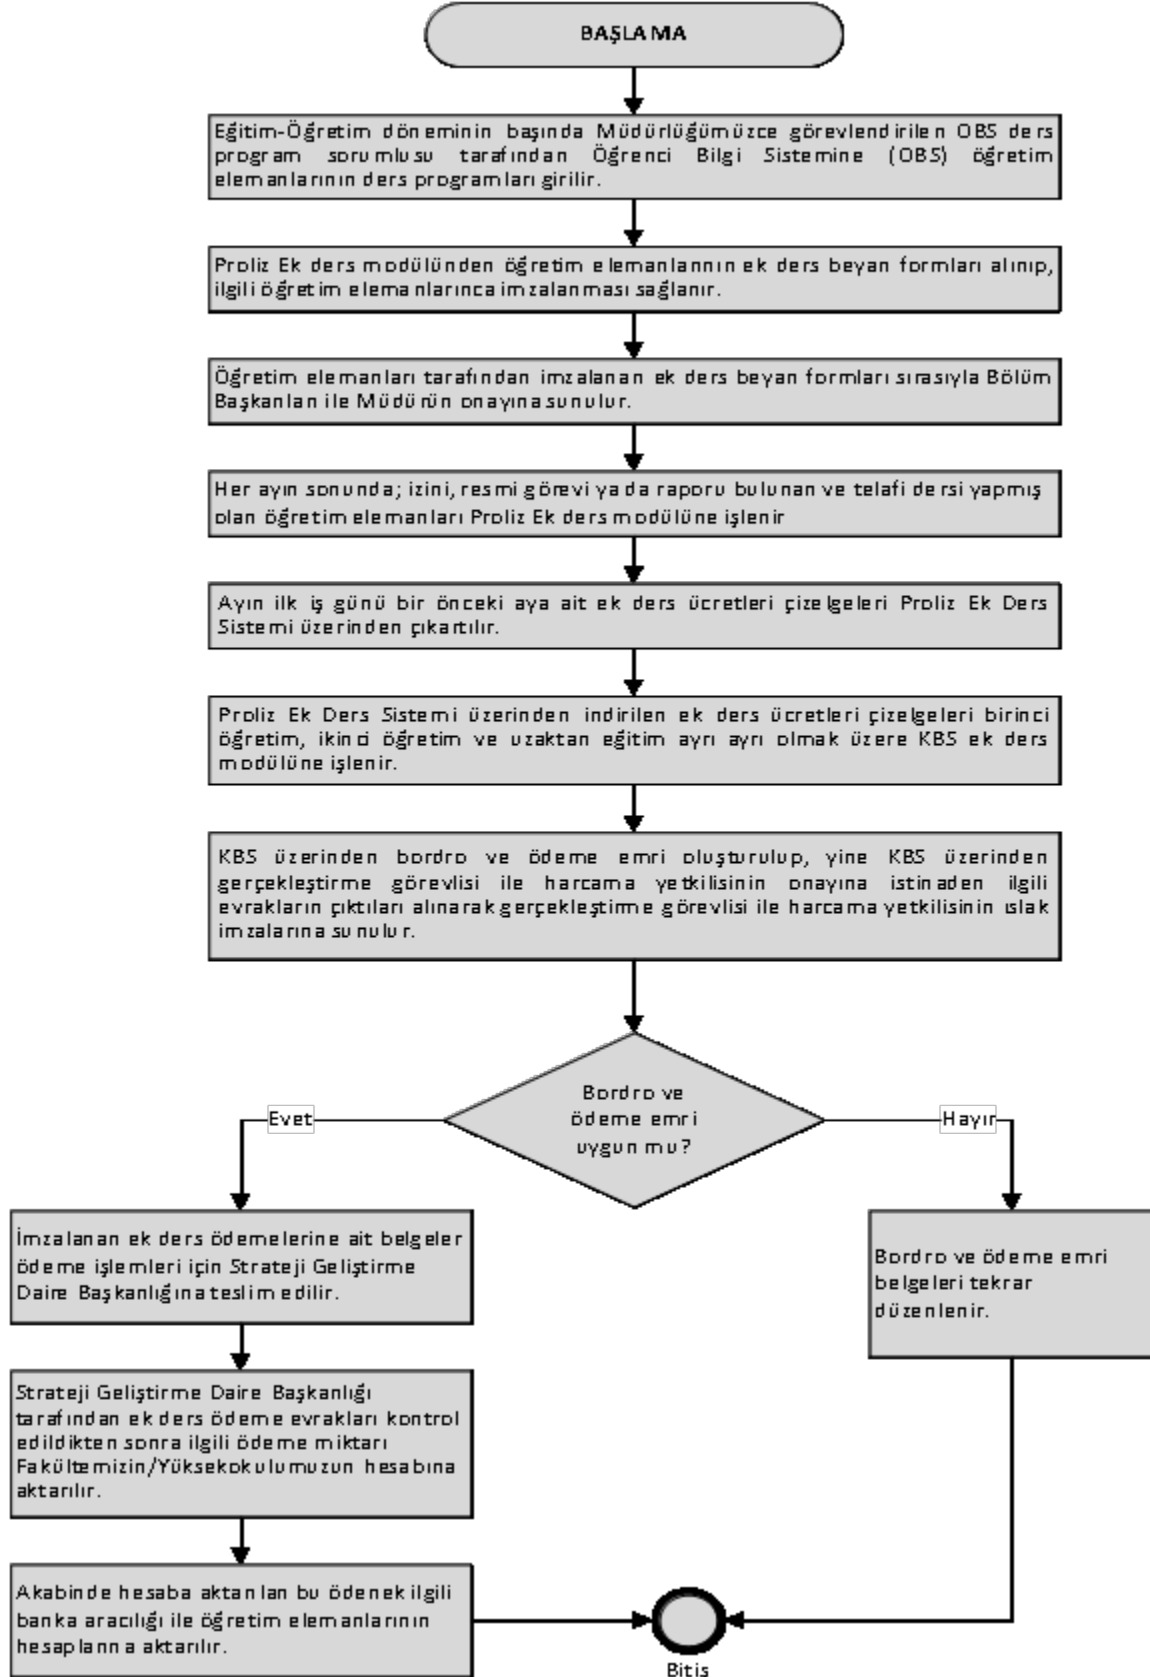 BAŞLAMA
Eğitim-Öğretim döneminin başında Müdürlüğümüzce görevlendirilen OBS ders
program sorumlusu tarafından Öğrenci Bilgi Sistemine (OBS) öğretim
elemanlarının ders programları girilir.
Proliz Ek ders modülünden öğretim elemanlarının ek ders beyan formları alınıp,
ilgili öğretim elemanlarınca imzalanması sağlanır.
Öğretim elemanları tarafından imzalanan ek ders beyan formları sırasıyla Bölüm
Başkanları ile Müdürün onayına sunulur.
Her ayın sonunda; izini, resmi görevi ya da raporu bulunan ve telafi dersi yapmış
olan öğretim elemanları Proliz Ek ders modülüne işlenir
Ayın ilk iş günü bir önceki aya ait ek ders ücretleri çizelgeleri Proliz Ek Ders
Sistemi üzerinden çıkartılır.
Proliz Ek Ders Sistemi üzerinden indirilen ek ders ücretleri çizelgeleri birinci
öğretim, ikinci öğretim ve uzaktan eğitim ayrı ayrı olmak üzere KBS ek ders
modülüne işlenir.
KBS üzerinden bordro ve ödeme emri oluşturulup, yine KBS üzerinden
gerçekleştirme görevlisi ile harcama yetkilisinin onayına istinaden ilgili
evrakların çıktıları alınarak gerçekleştirme görevlisi ile harcama yetkilisinin ıslak
imzalarına sunulur.
Bordro ve
ödeme emri
uygun mu?
Evet
Hayır
İmzalanan ek ders ödemelerine ait belgeler
ödeme işlemleri için Strateji Geliştirme
Daire Başkanlığına teslim edilir.
Bordro ve ödeme emri
belgeleri tekrar
düzenlenir.
Strateji Geliştirme Daire Başkanlığı
tarafından ek ders ödeme evrakları kontrol
edildikten sonra ilgili ödeme miktarı
Fakültemizin/Yüksekokulumuzun hesabına
aktarılır.
Akabinde hesaba aktarılan bu ödenek ilgili
banka aracılığı ile öğretim elemanlarının
hesaplarına aktarılır.
Bitiş